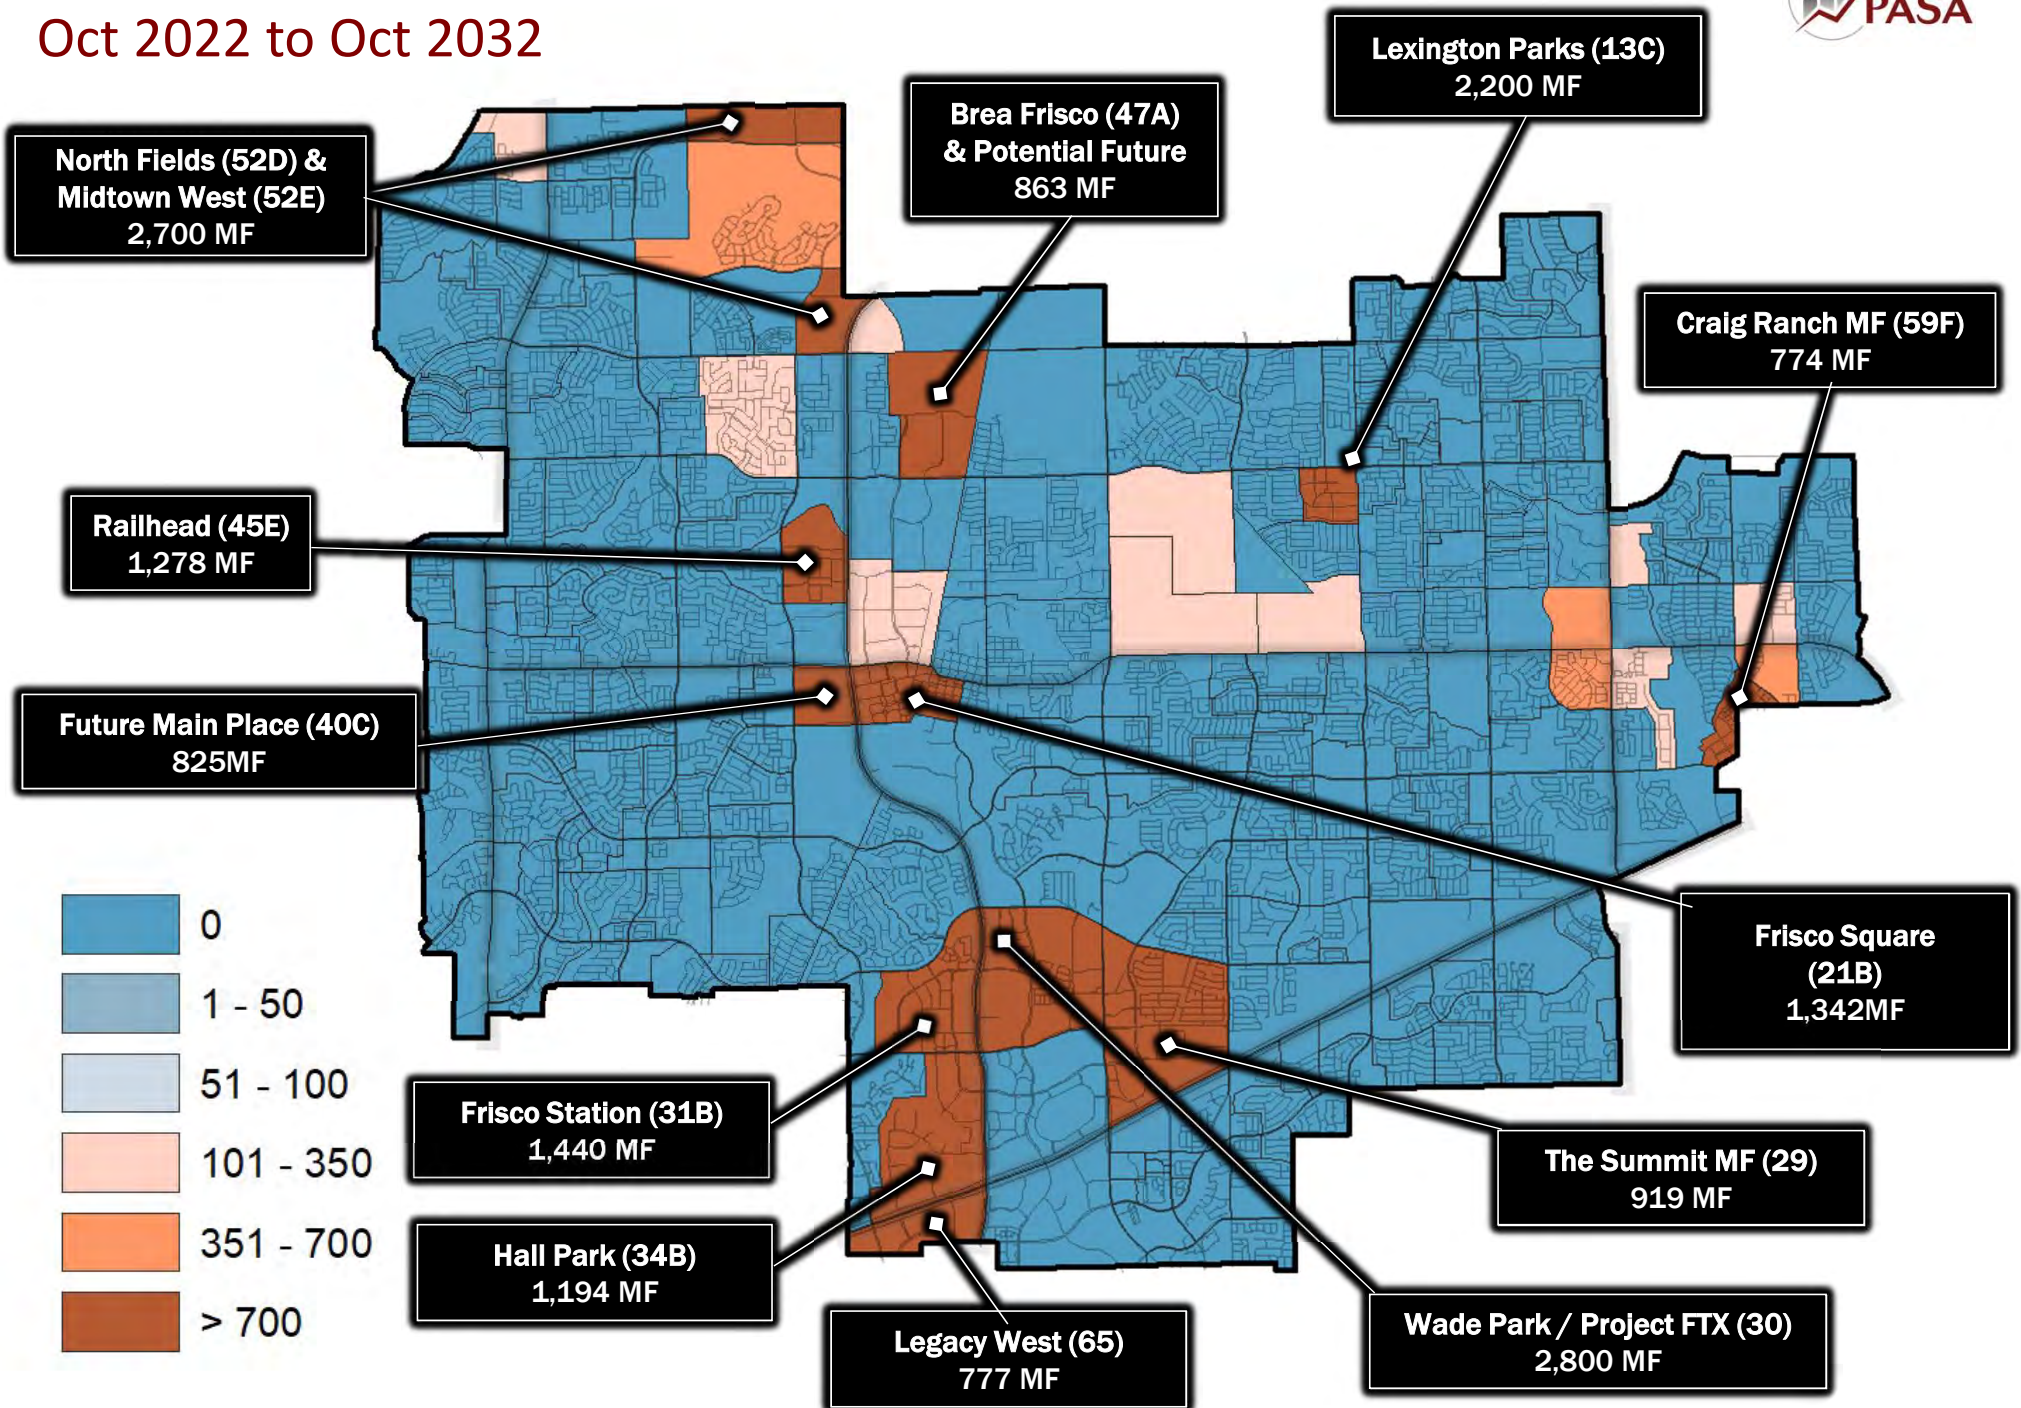 Oct 2022 to Oct 2032
PASA
Lexington Parks (13C)
2,200 MF
Brea Frisco (47A)
& Potential Future
863 MF
North Fields (52D) &
Midtown West (52E)
2,700 MF
Craig Ranch MF (59F)
774 MF
Railhead (45E)
1,278 MF
Future Main Place (40C)
825MF
Frisco Square
(21B)
1,342MF
0
1 - 50
51 - 100
101 - 350
351 - 700
> 700
Frisco Station (31B)
1,440 MF
The Summit MF (29)
919 MF
Hall Park (34B)
1,194 MF
Legacy West (65)
777 MF
Wade Park / Project FTX (30)
2,800 MF